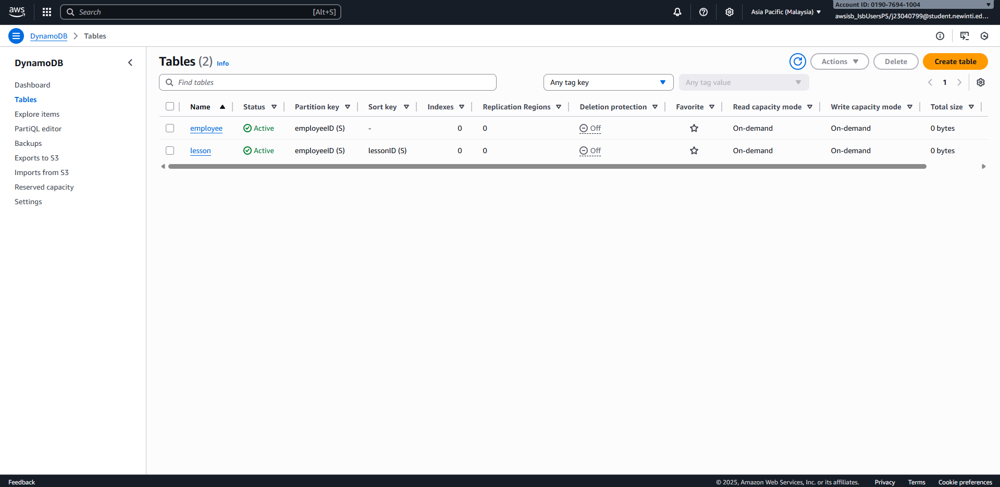 aws
Search [Alt+S]
Asia Pacific (Malaysia)
Account ID: 0190-7694-1004
awsisb_IsbUsersPS/j23040799@student.newinti.ed...
DynamoDB Tables
DynamoDB
Dashboard
Tables
Explore items
PartiQL editor
Backups
Exports to S3
Imports from S3
Reserved capacity
Settings
Tables (2) Info
Actions Delete Create table
Find tables Any tag key Any tag value 1
Name Status Partition key Sort key Indexes Replication Regions Deletion protection Favorite Read capacity mode Write capacity mode Total size
employee Active employeeID (S) - 0 0 Off On-demand On-demand 0 bytes
lesson Active employeeID (S) lessonID (S) 0 0 Off On-demand On-demand 0 bytes
Feedback © 2025, Amazon Web Services, Inc. or its affiliates. Privacy Terms Cookie preferences